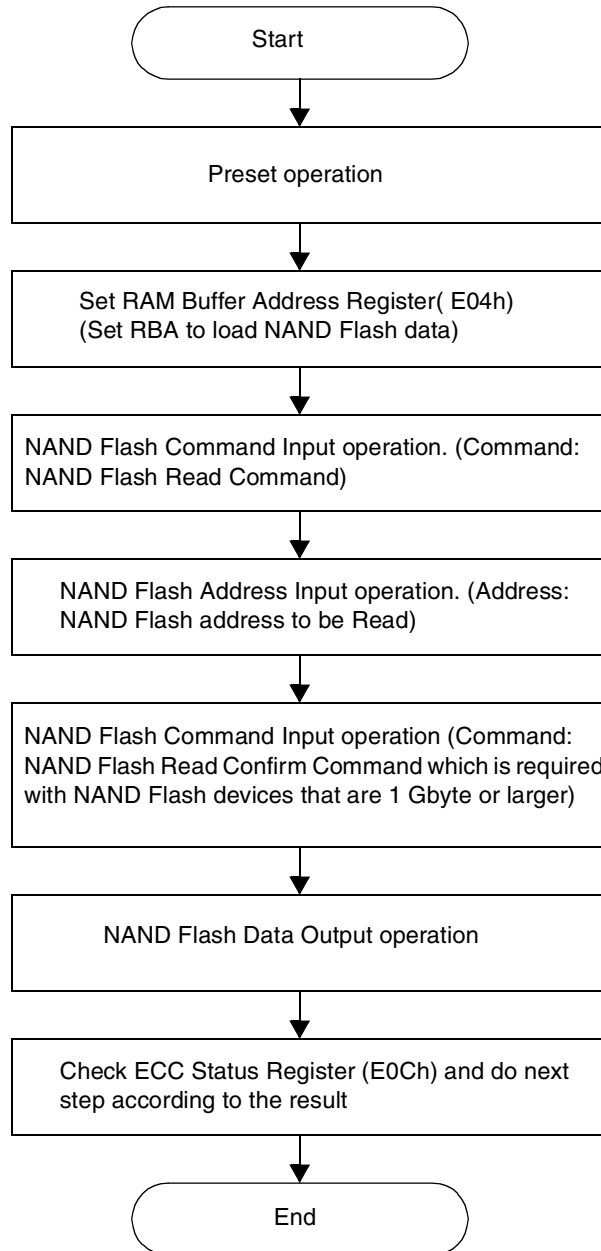 Start
Preset operation
Set RAM Buffer Address Register( E04h)
(Set RBA to load NAND Flash data)
NAND Flash Command Input operation. (Command:
NAND Flash Read Command)
NAND Flash Address Input operation. (Address:
NAND Flash address to be Read)
NAND Flash Command Input operation (Command:
NAND Flash Read Confirm Command which is required
with NAND Flash devices that are 1 Gbyte or larger)
NAND Flash Data Output operation
Check ECC Status Register (E0Ch) and do next
step according to the result
End